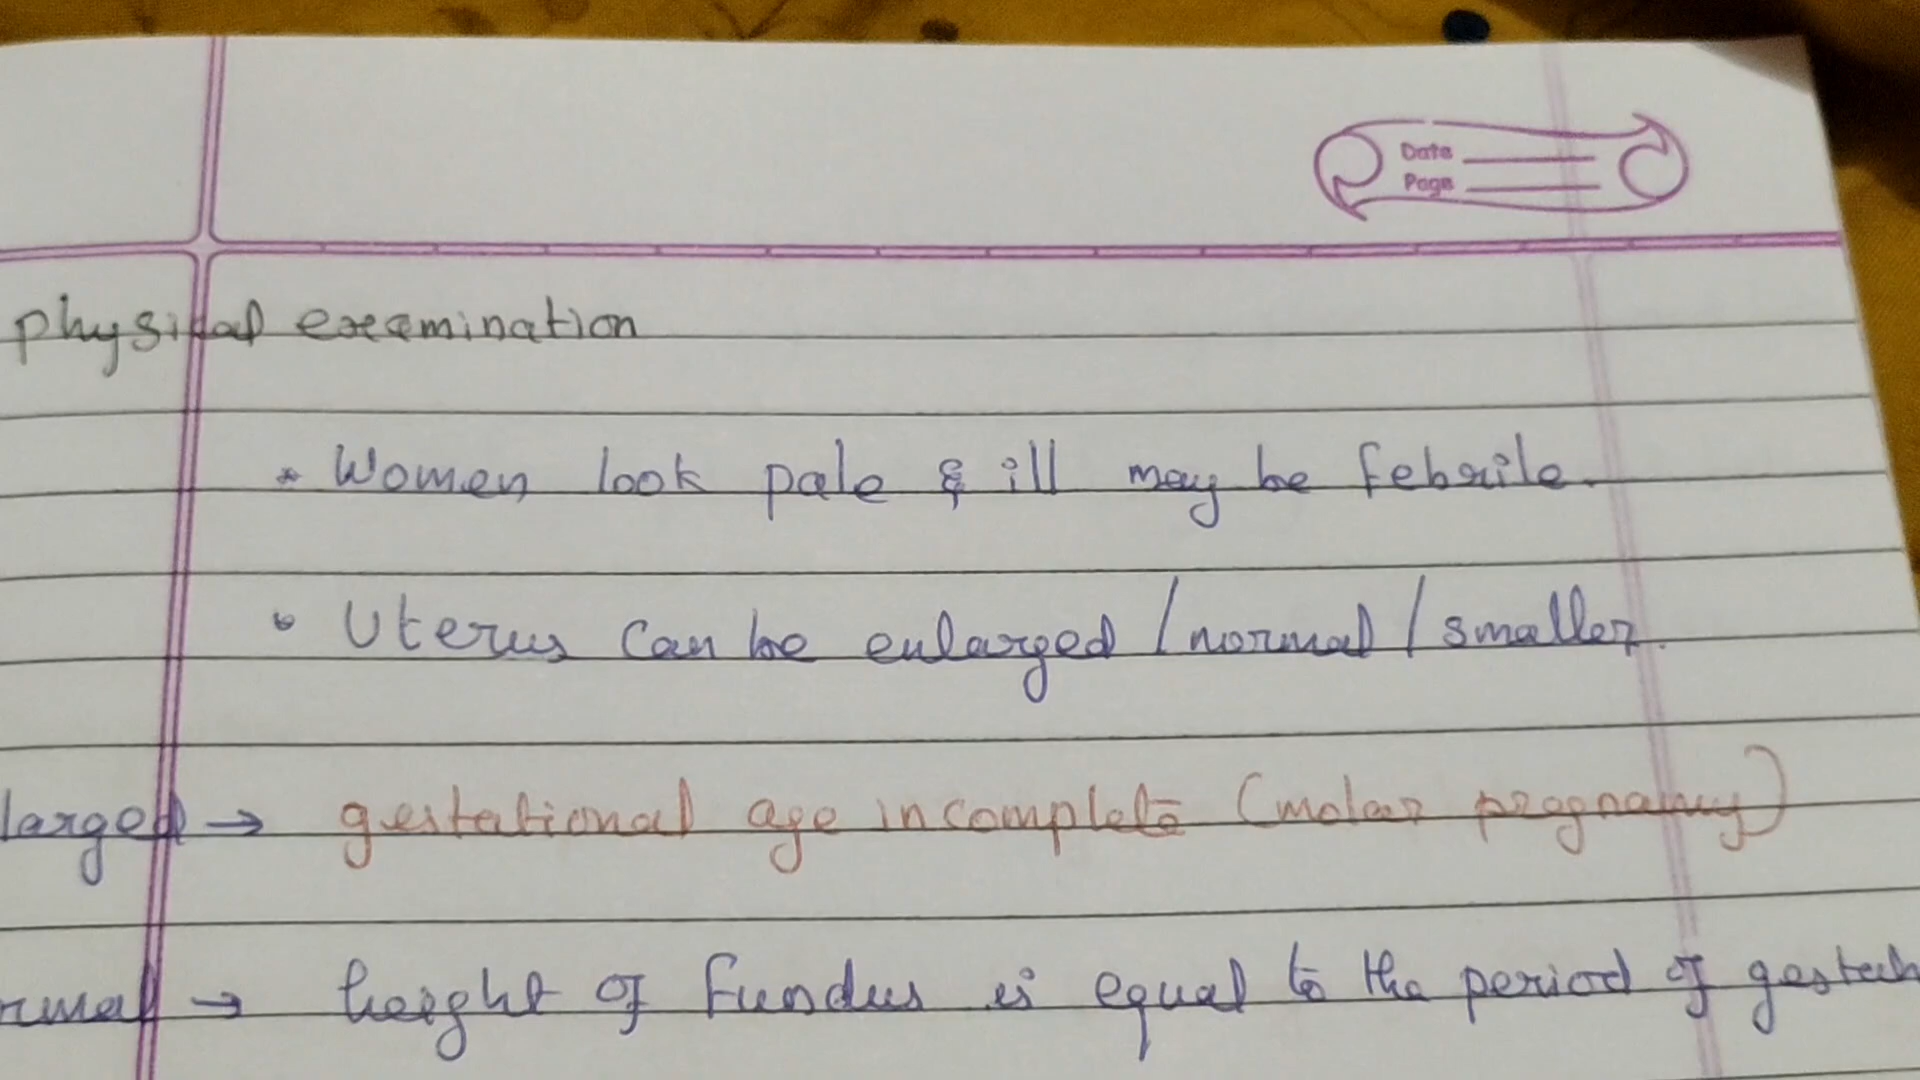 Date
Page
physical examination
* Women look pale & ill may be febrile.
• Uterus can be enlarged / normal / smaller.
larged → gestational age incomplete (molar pregnancy)
rmal → height of fundus is equal to the period of gestati